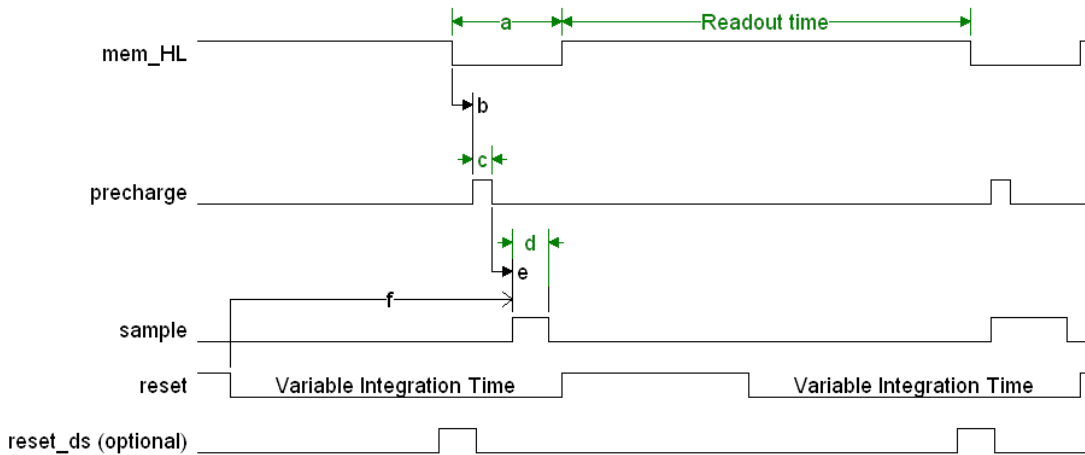 a
Readout time
mem_HL
b
c
precharge
d
e
f
sample
reset
Variable Integration Time
Variable Integration Time
reset_ds (optional)